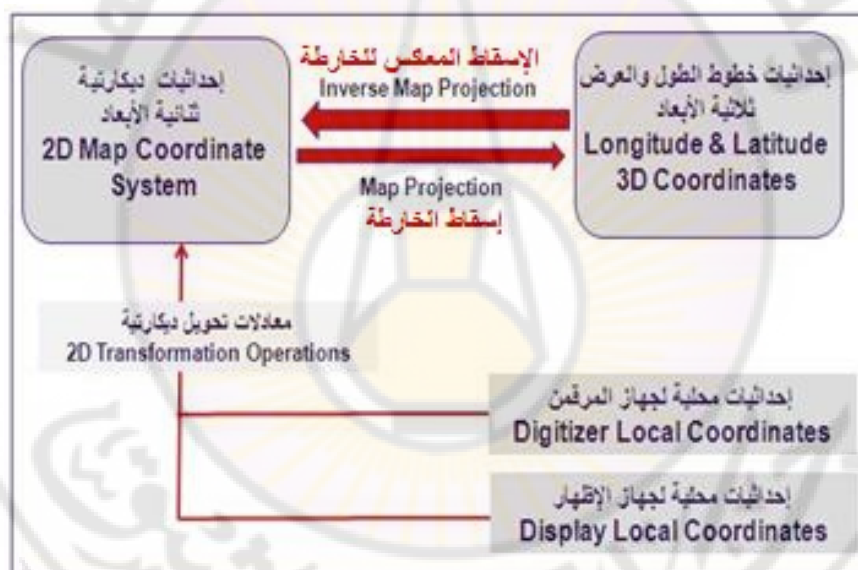 إحداثيات ديكارتية
ثنائية الأبعاد
2D Map Coordinate
System
الإسقاط المعاكس للخارطة
Inverse Map Projection
Map Projection
إسقاط الخارطة
إحداثيات خطوط الطول والعرض
ثلاثية الأبعاد
Longitude & Latitude
3D Coordinates
معادلات تحويل ديكارتية
2D Transformation Operations
إحداثيات محلية لجهاز المرقمن
Digitizer Local Coordinates
إحداثيات محلية لجهاز الإظهار
Display Local Coordinates